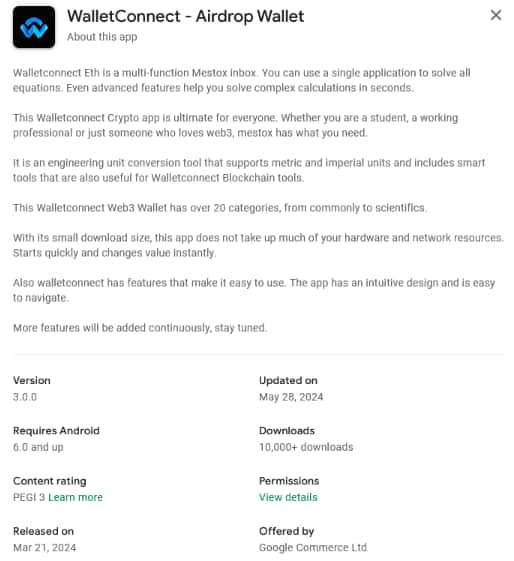 WalletConnect - Airdrop Wallet
About this app
Walletconnect Eth is a multi-function Mestox Inbox. You can use a single application to solve all
equations. Even advanced features help you solve complex calculations in seconds.
This Walletconnect Crypto app is ultimate for everyone. Whether you are a student, a working
professional or just someone who loves web3, mestox has what you need.
It is an engineering unit conversion tool that supports metric and imperial units and includes smart
tools that are also useful for Walletconnect Blockchain tools.
This Walletconnect Web3 Wallet has over 20 categories, from commonly to scientifics.
With its small download size, this app does not take up much of your hardware and network resources.
Starts quickly and changes value instantly.
Also walletconnect has features that make it easy to use. The app has an intuitive design and is easy
to navigate.
More features will be added continuously, stay tuned.
Version
3.0.0
Updated on
May 28, 2024
Requires Android
6.0 and up
Downloads
10,000+ downloads
Content rating
PEGI 3 Learn more
Permissions
View details
Released on
Mar 21, 2024
Offered by
Google Commerce Ltd